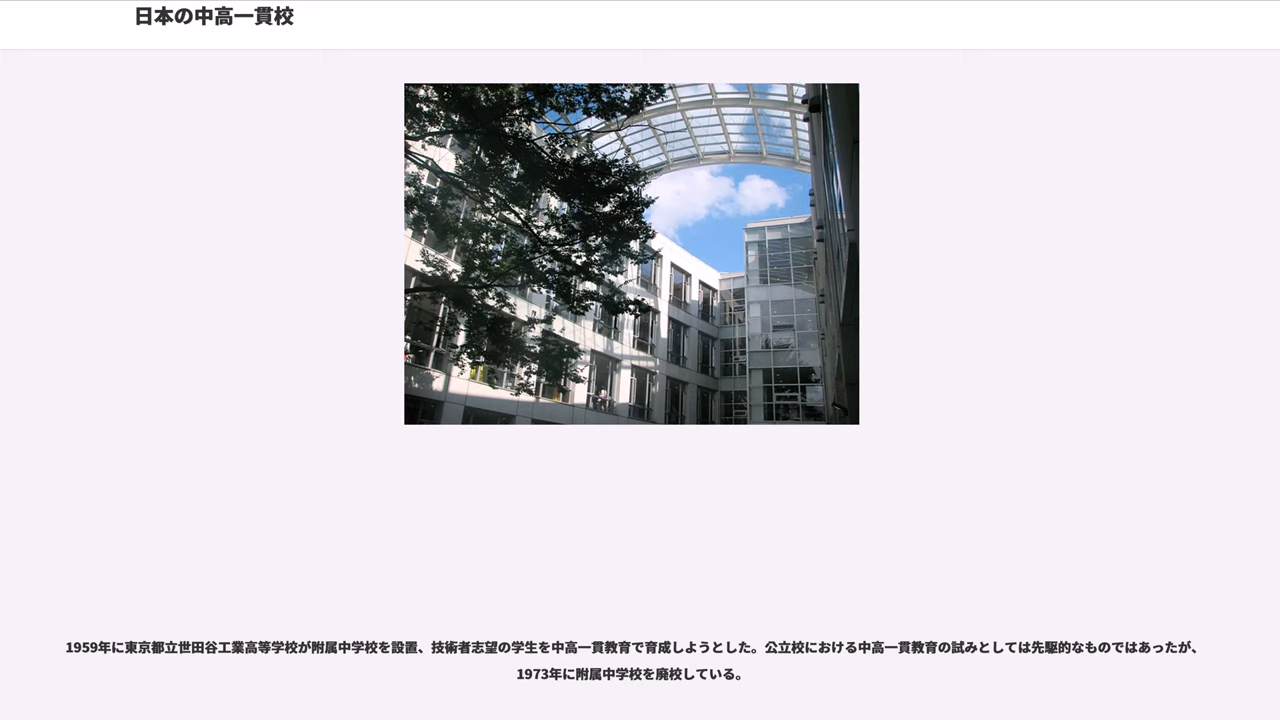 日本の中高一貫校
1959年に東京都立世田谷工業高等学校が附属中学校を設置、技術者志望の学生を中高一貫教育で育成しようとした。公立校における中高一貫教育の試みとしては先駆的なものではあったが、
1973年に附属中学校を廃校している。